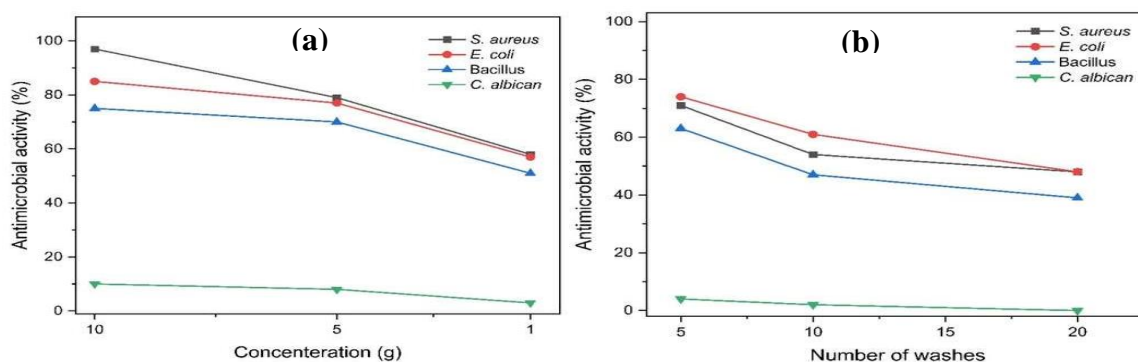 (a)
S. aureus
E. coli
Bacillus
C. albican
Antimicrobial activity (%)
100
80
60
40
20
0
10
5
1
Concenteration (g)
(b)
S. aureus
E. coli
Bacillus
C. albican
Antimicrobial activity (%)
100
80
60
40
20
0
5
10
15
20
Number of washes